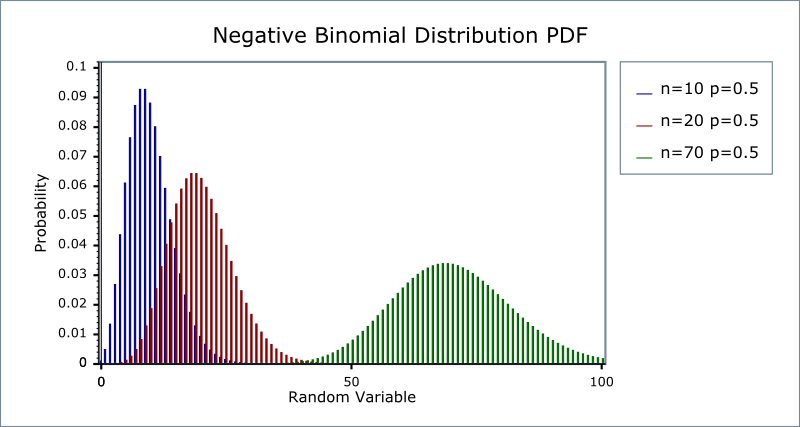 Negative Binomial Distribution PDF
0.1
0.09
0.08
0.07
0.06
0.05
0.04
0.03
0.02
0.01
0
Probability
0
50
100
Random Variable
n=10 p=0.5
n=20 p=0.5
n=70 p=0.5